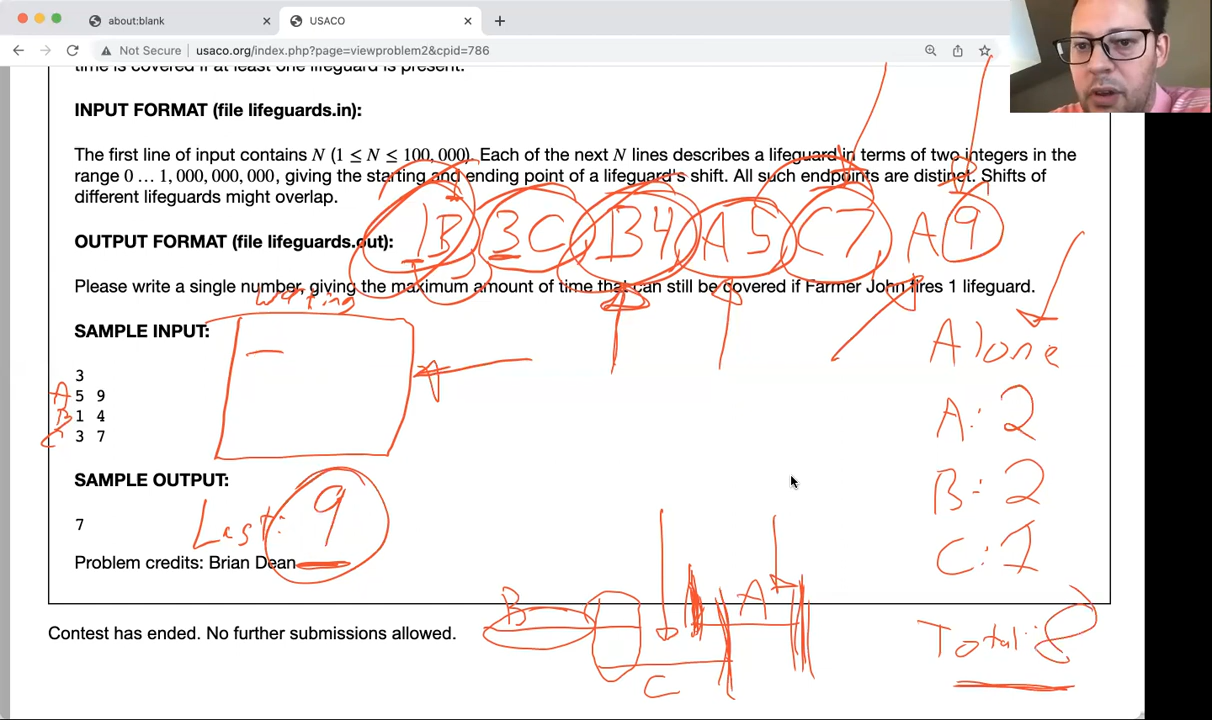 about:blank
USACO
Not Secure
usaco.org/index.php?page=viewproblem2&cpid=786
time is covered if at least one lifeguard is present.
INPUT FORMAT (file lifeguards.in):
The first line of input contains N (1 ≤ N ≤ 100,000). Each of the next N lines describes a lifeguard in terms of two integers in the
range 0 … 1,000,000,000, giving the starting and ending point of a lifeguard's shift. All such endpoints are distinct. Shifts of
different lifeguards might overlap.
1B 3C B4 A5 C7 A9
OUTPUT FORMAT (file lifeguards.out):
Please write a single number, giving the maximum amount of time that can still be covered if Farmer John fires 1 lifeguard.
waiting
SAMPLE INPUT:
3
A 5 9
B 1 4
C 3 7
Alone
A: 2
B: 2
C: 1
SAMPLE OUTPUT:
7
Last: 9
Problem credits: Brian Dean
B
A
C
Total: 8
Contest has ended. No further submissions allowed.